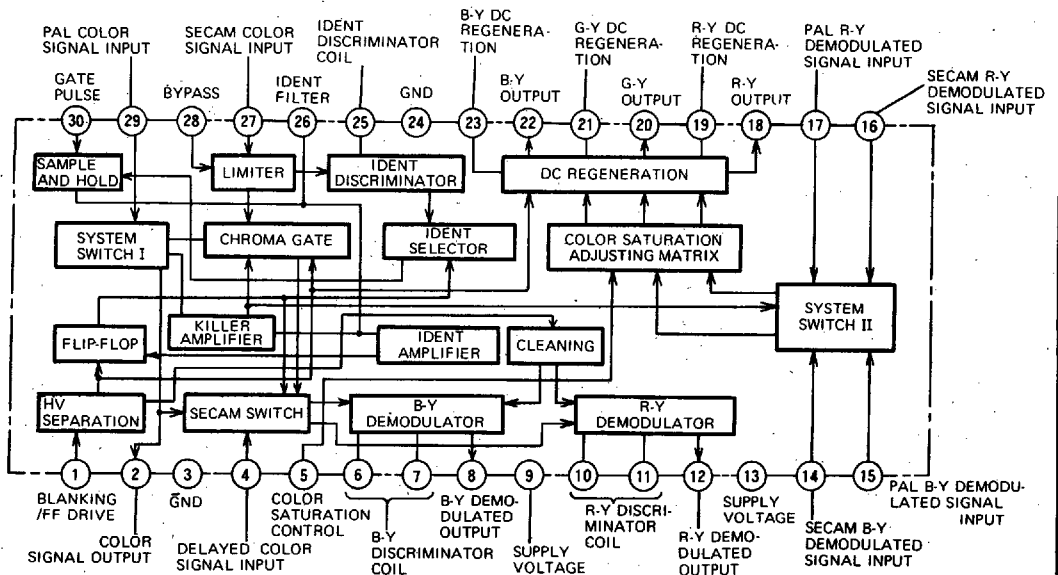 B-Y DC
REGENERA-
TION
PAL COLOR
SIGNAL INPUT
SECAM COLOR
SIGNAL INPUT
IDENT
DISCRIMINATOR
COIL
G-Y DC
REGENERA-
TION
R-Y DC
REGENERA-
TION
PAL R-Y
DEMODULATED
SIGNAL INPUT
GATE
PULSE
BYPASS
IDENT
FILTER
GND
B-Y
OUTPUT
G-Y
OUTPUT
R-Y
OUTPUT
SECAM R-Y
DEMODULATED
SIGNAL INPUT
30 29 28 27 26 25 24 23 22 21 20 19 18 17 16
SAMPLE
AND HOLD
LIMITER
IDENT
DISCRIMINATOR
DC REGENERATION
SYSTEM
SWITCH I
CHROMA GATE
IDENT
SELECTOR
COLOR SATURATION
ADJUSTING MATRIX
SYSTEM
SWITCH II
KILLER
AMPLIFIER
FLIP-FLOP
IDENT
AMPLIFIER
CLEANING
HV
SEPARATION
SECAM SWITCH
B-Y
DEMODULATOR
R-Y
DEMODULATOR
1 2 3 4 5 6 7 8 9 10 11 12 13 14 15
BLANKING
/FF DRIVE
COLOR
SIGNAL OUTPUT
GND
DELAYED COLOR
SIGNAL INPUT
COLOR
SATURATION
CONTROL
B-Y
DISCRIMINATOR
COIL
B-Y DEMO-
DULATED
OUTPUT
SUPPLY
VOLTAGE
R-Y DISCRI-
MINATOR
COIL
R-Y DEMO-
DULATED
OUTPUT
SUPPLY
VOLTAGE
SECAM B-Y
DEMODULATED
SIGNAL INPUT
PAL B-Y DEMODU-
LATED SIGNAL
INPUT